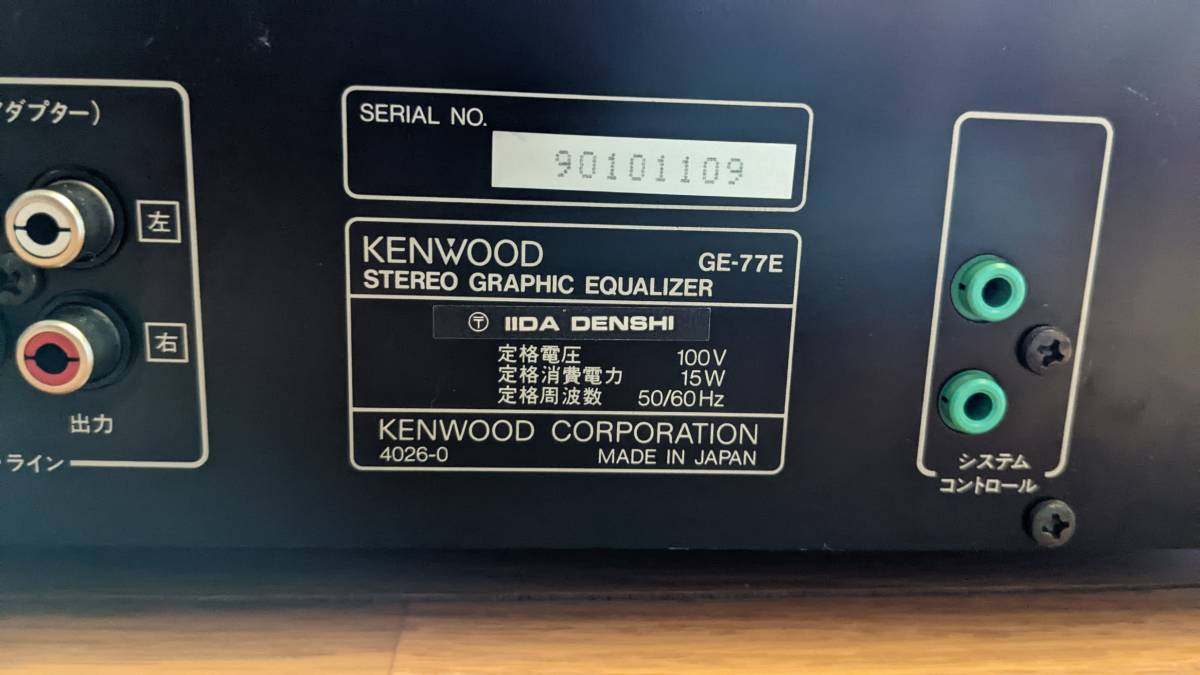 アダプター)
左
右
出力
ライン
SERIAL NO.
90101109
KENWOOD GE-77E
STEREO GRAPHIC EQUALIZER
〒 IIDA DENSHI
定格電圧 100V
定格消費電力 15W
定格周波数 50/60Hz
KENWOOD CORPORATION
4026-0 MADE IN JAPAN
システム
コントロール